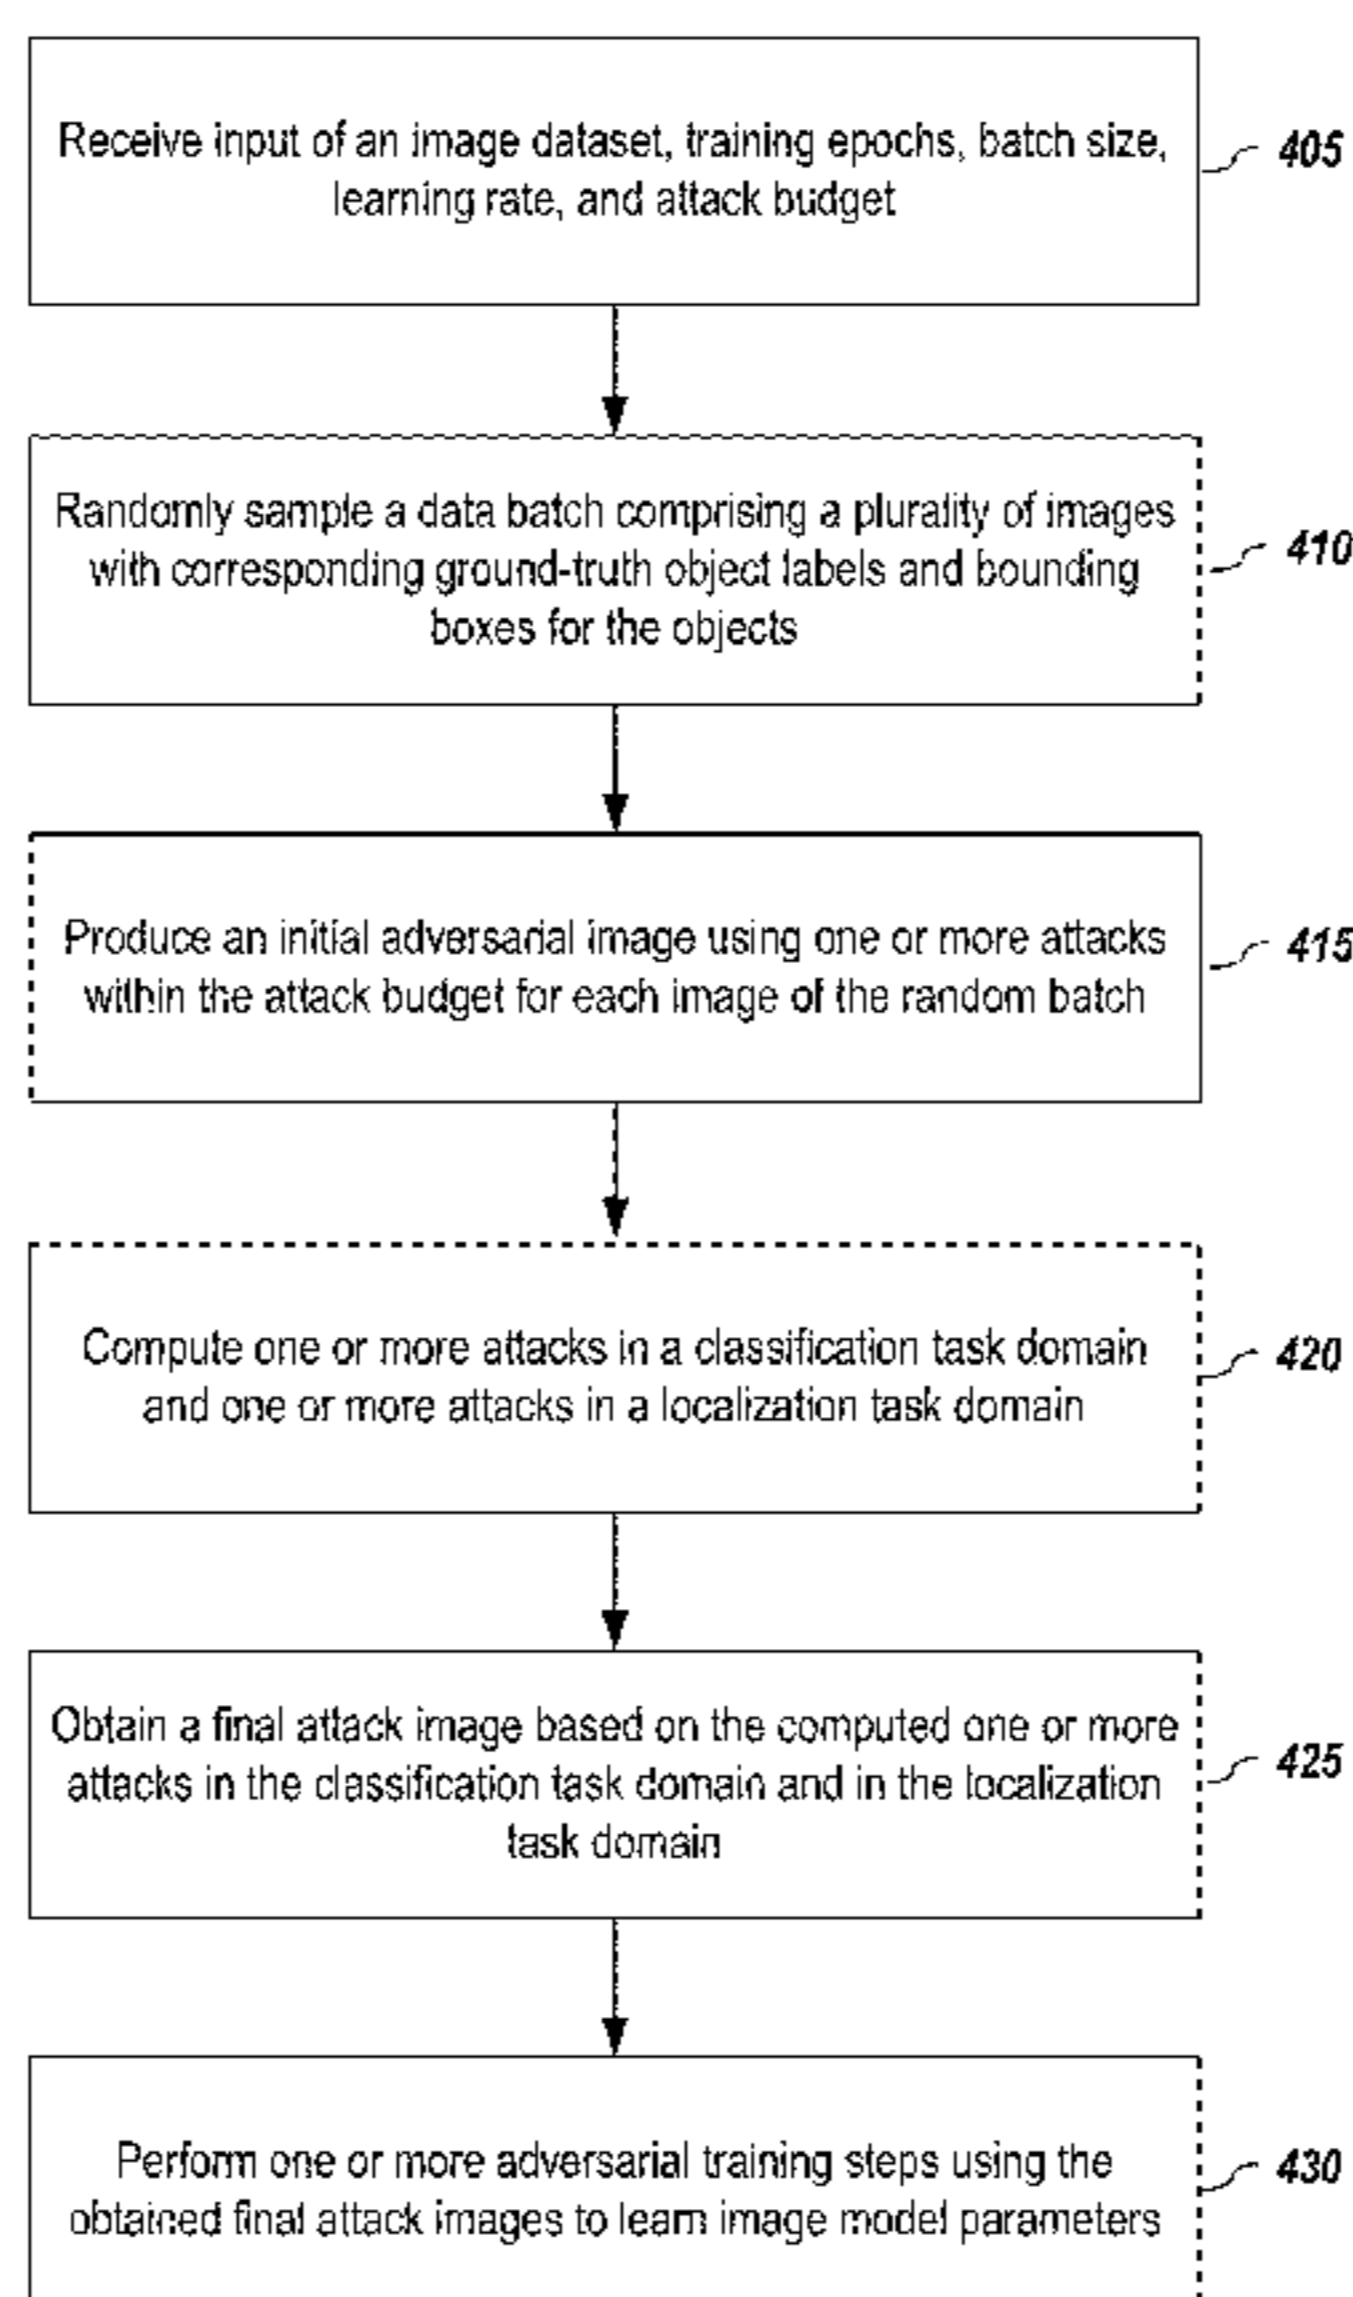 Receive input of an image dataset, training epochs, batch size,
learning rate, and attack budget
405
Randomly sample a data batch comprising a plurality of images
with corresponding ground-truth object labels and bounding
boxes for the objects
410
Produce an initial adversarial image using one or more attacks
within the attack budget for each image of the random batch
415
Compute one or more attacks in a classification task domain
and one or more attacks in a localization task domain
420
Obtain a final attack image based on the computed one or more
attacks in the classification task domain and in the localization
task domain
425
Perform one or more adversarial training steps using the
obtained final attack images to learn image model parameters
430